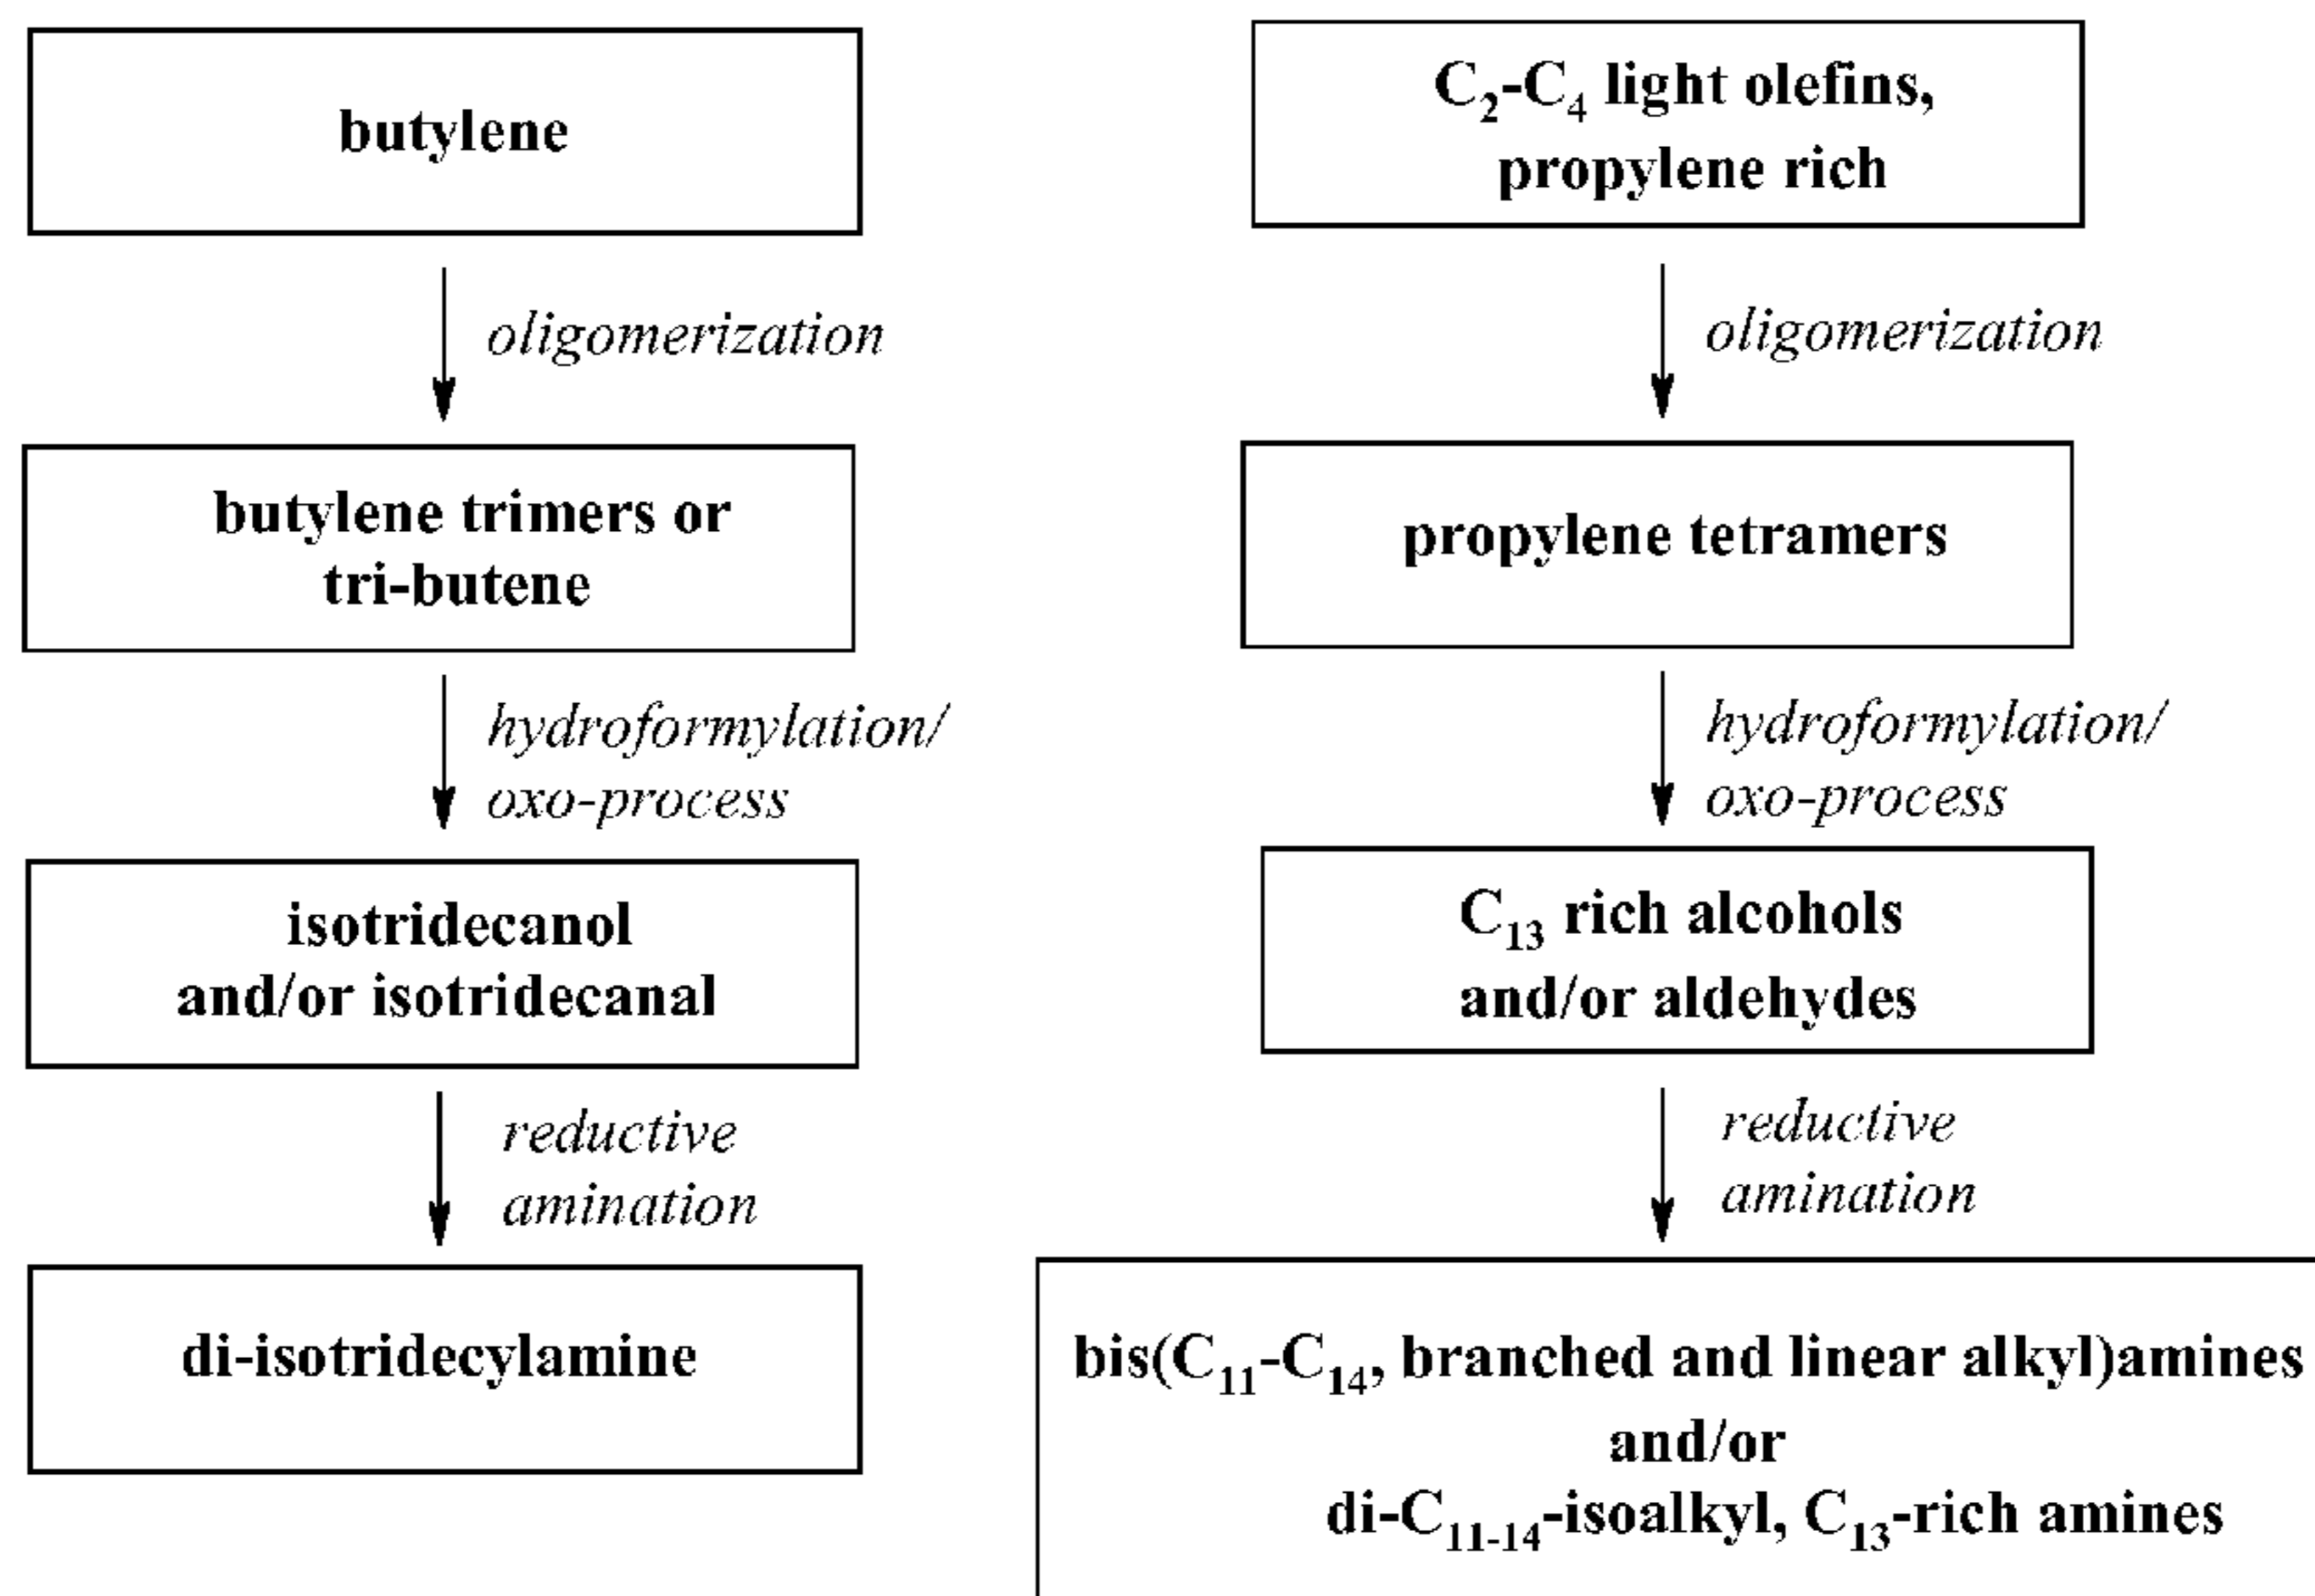 butylene
oligomerization
butylene trimers or
tri-butene
hydroformylation/
oxo-process
isotridecanol
and/or isotridecanal
reductive
amination
di-isotridecylamine
C₂-C₄ light olefins,
propylene rich
oligomerization
propylene tetramers
hydroformylation/
oxo-process
C₁₃ rich alcohols
and/or aldehydes
reductive
amination
bis(C₁₁-C₁₄, branched and linear alkyl)amines
and/or
di-C₁₁₋₁₄-isoalkyl, C₁₃-rich amines